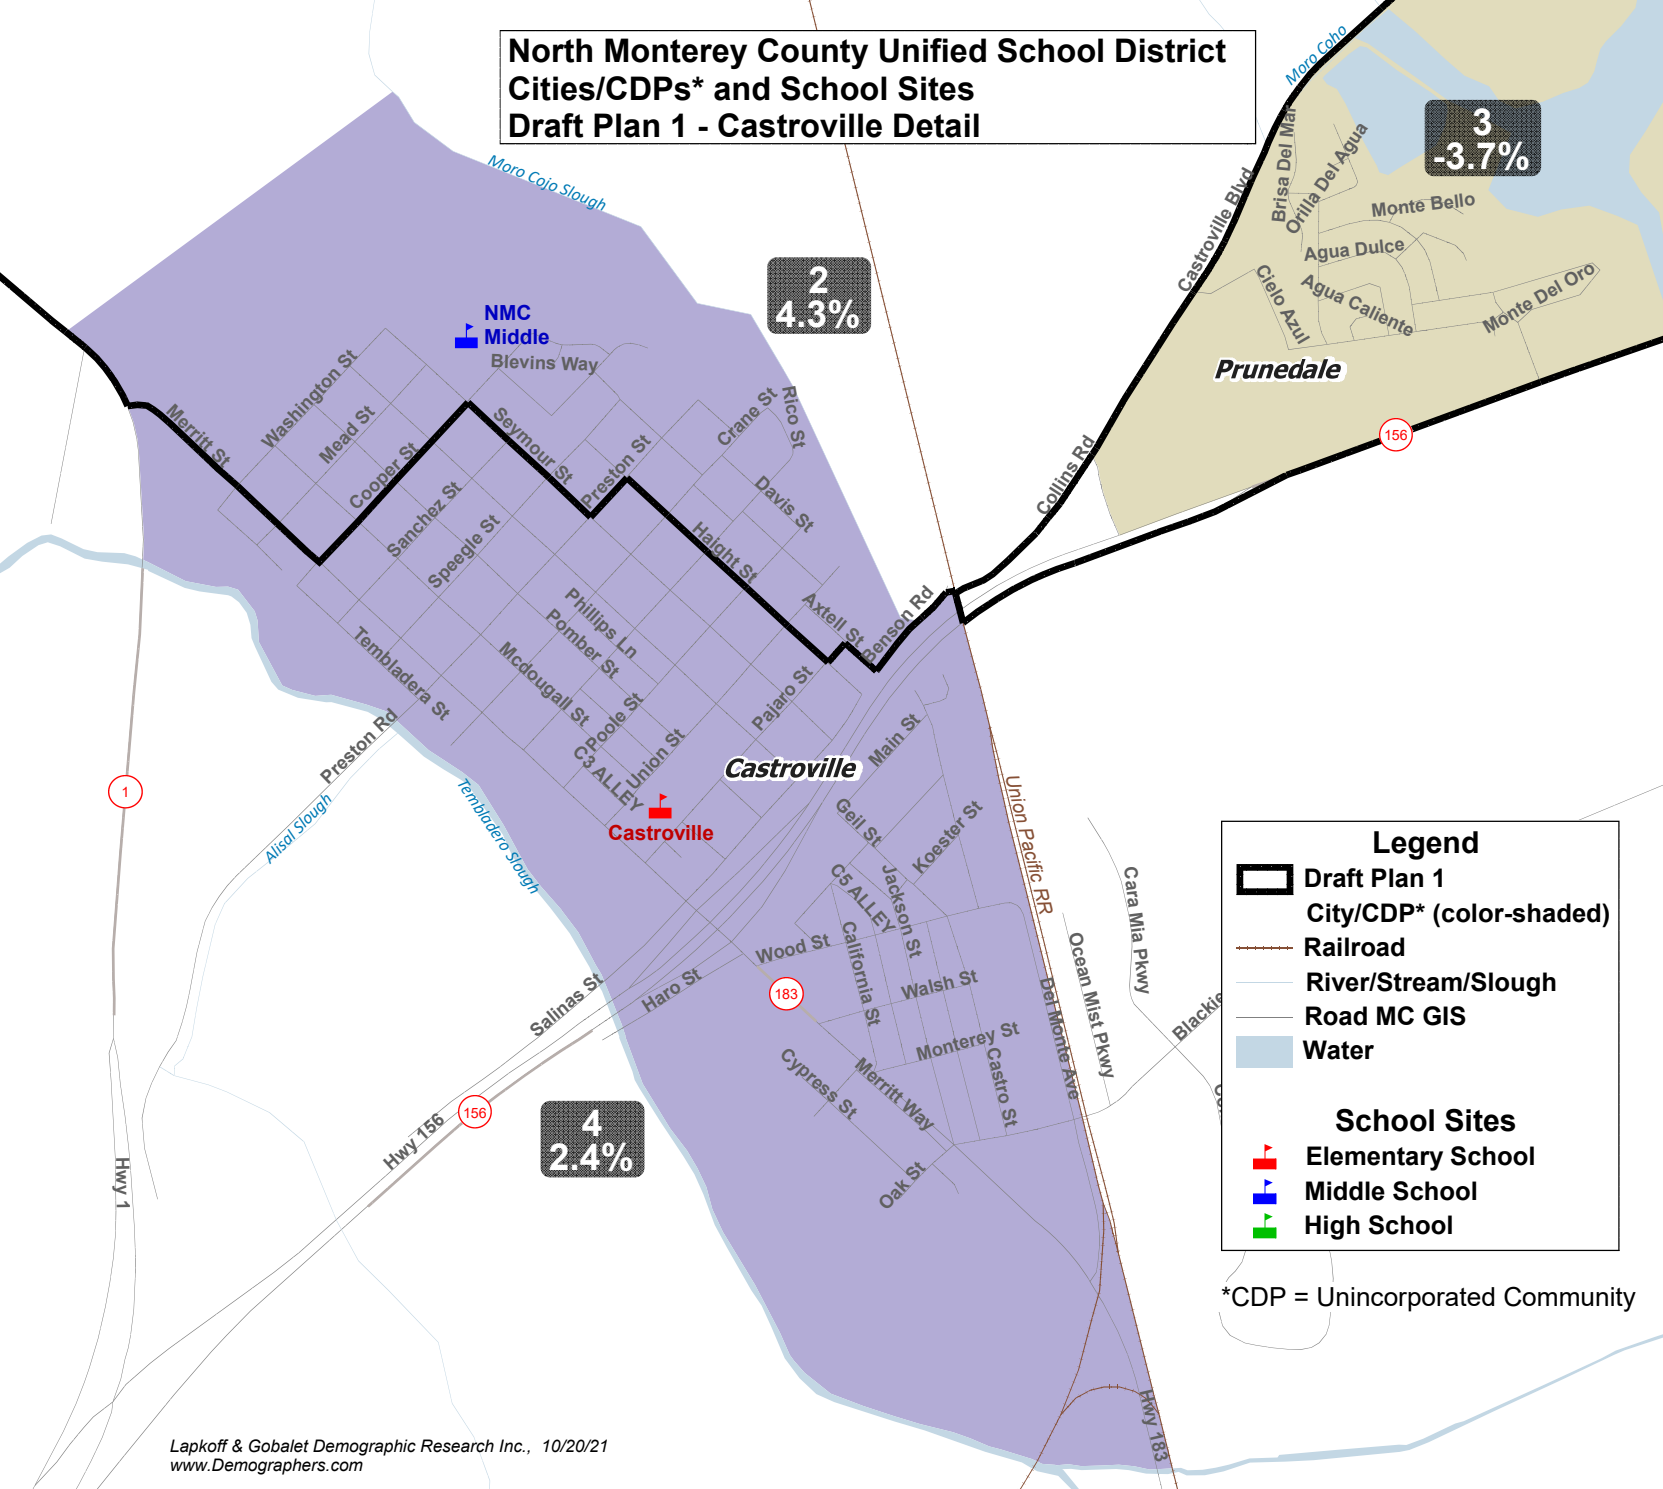 North Monterey County Unified School District
Cities/CDPs* and School Sites
Draft Plan 1 - Castroville Detail
Moro Coho
3
-3.7%
Brisa Del Mar
Orilla Del Agua
Monte Bello
Castroville Blvd
Agua Dulce
Cielo Azul
Agua Caliente
Monte Del Oro
Prunedale
156
Collins Rd
Moro Cojo Slough
2
4.3%
NMC
Middle
Blevins Way
Washington St
Mead St
Merritt St
Cooper St
Seymour St
Preston St
Crane St
Rico St
Davis St
Sanchez St
Speegle St
Haight St
Axtell St
Benson Rd
Phillips Ln
Pomber St
Mcdougall St
Poole St
C3 ALLEY
Union St
Pajaro St
Tembladera St
Preston Rd
Castroville
Main St
Castroville
Geil St
Koester St
C5 ALLEY
Jackson St
California St
Wood St
Walsh St
Monterey St
Castro St
Haro St
Salinas St
183
Cypress St
Merritt Way
Oak St
Del Monte Ave
Union Pacific RR
Ocean Mist Pkwy
Cara Mia Pkwy
Blackie
1
Alisal Slough
Tembladero Slough
Hwy 156
156
Hwy 1
4
2.4%
Hwy 183
Legend
Draft Plan 1
City/CDP* (color-shaded)
Railroad
River/Stream/Slough
Road MC GIS
Water
School Sites
Elementary School
Middle School
High School
*CDP = Unincorporated Community
Lapkoff & Gobalet Demographic Research Inc., 10/20/21
www.Demographers.com